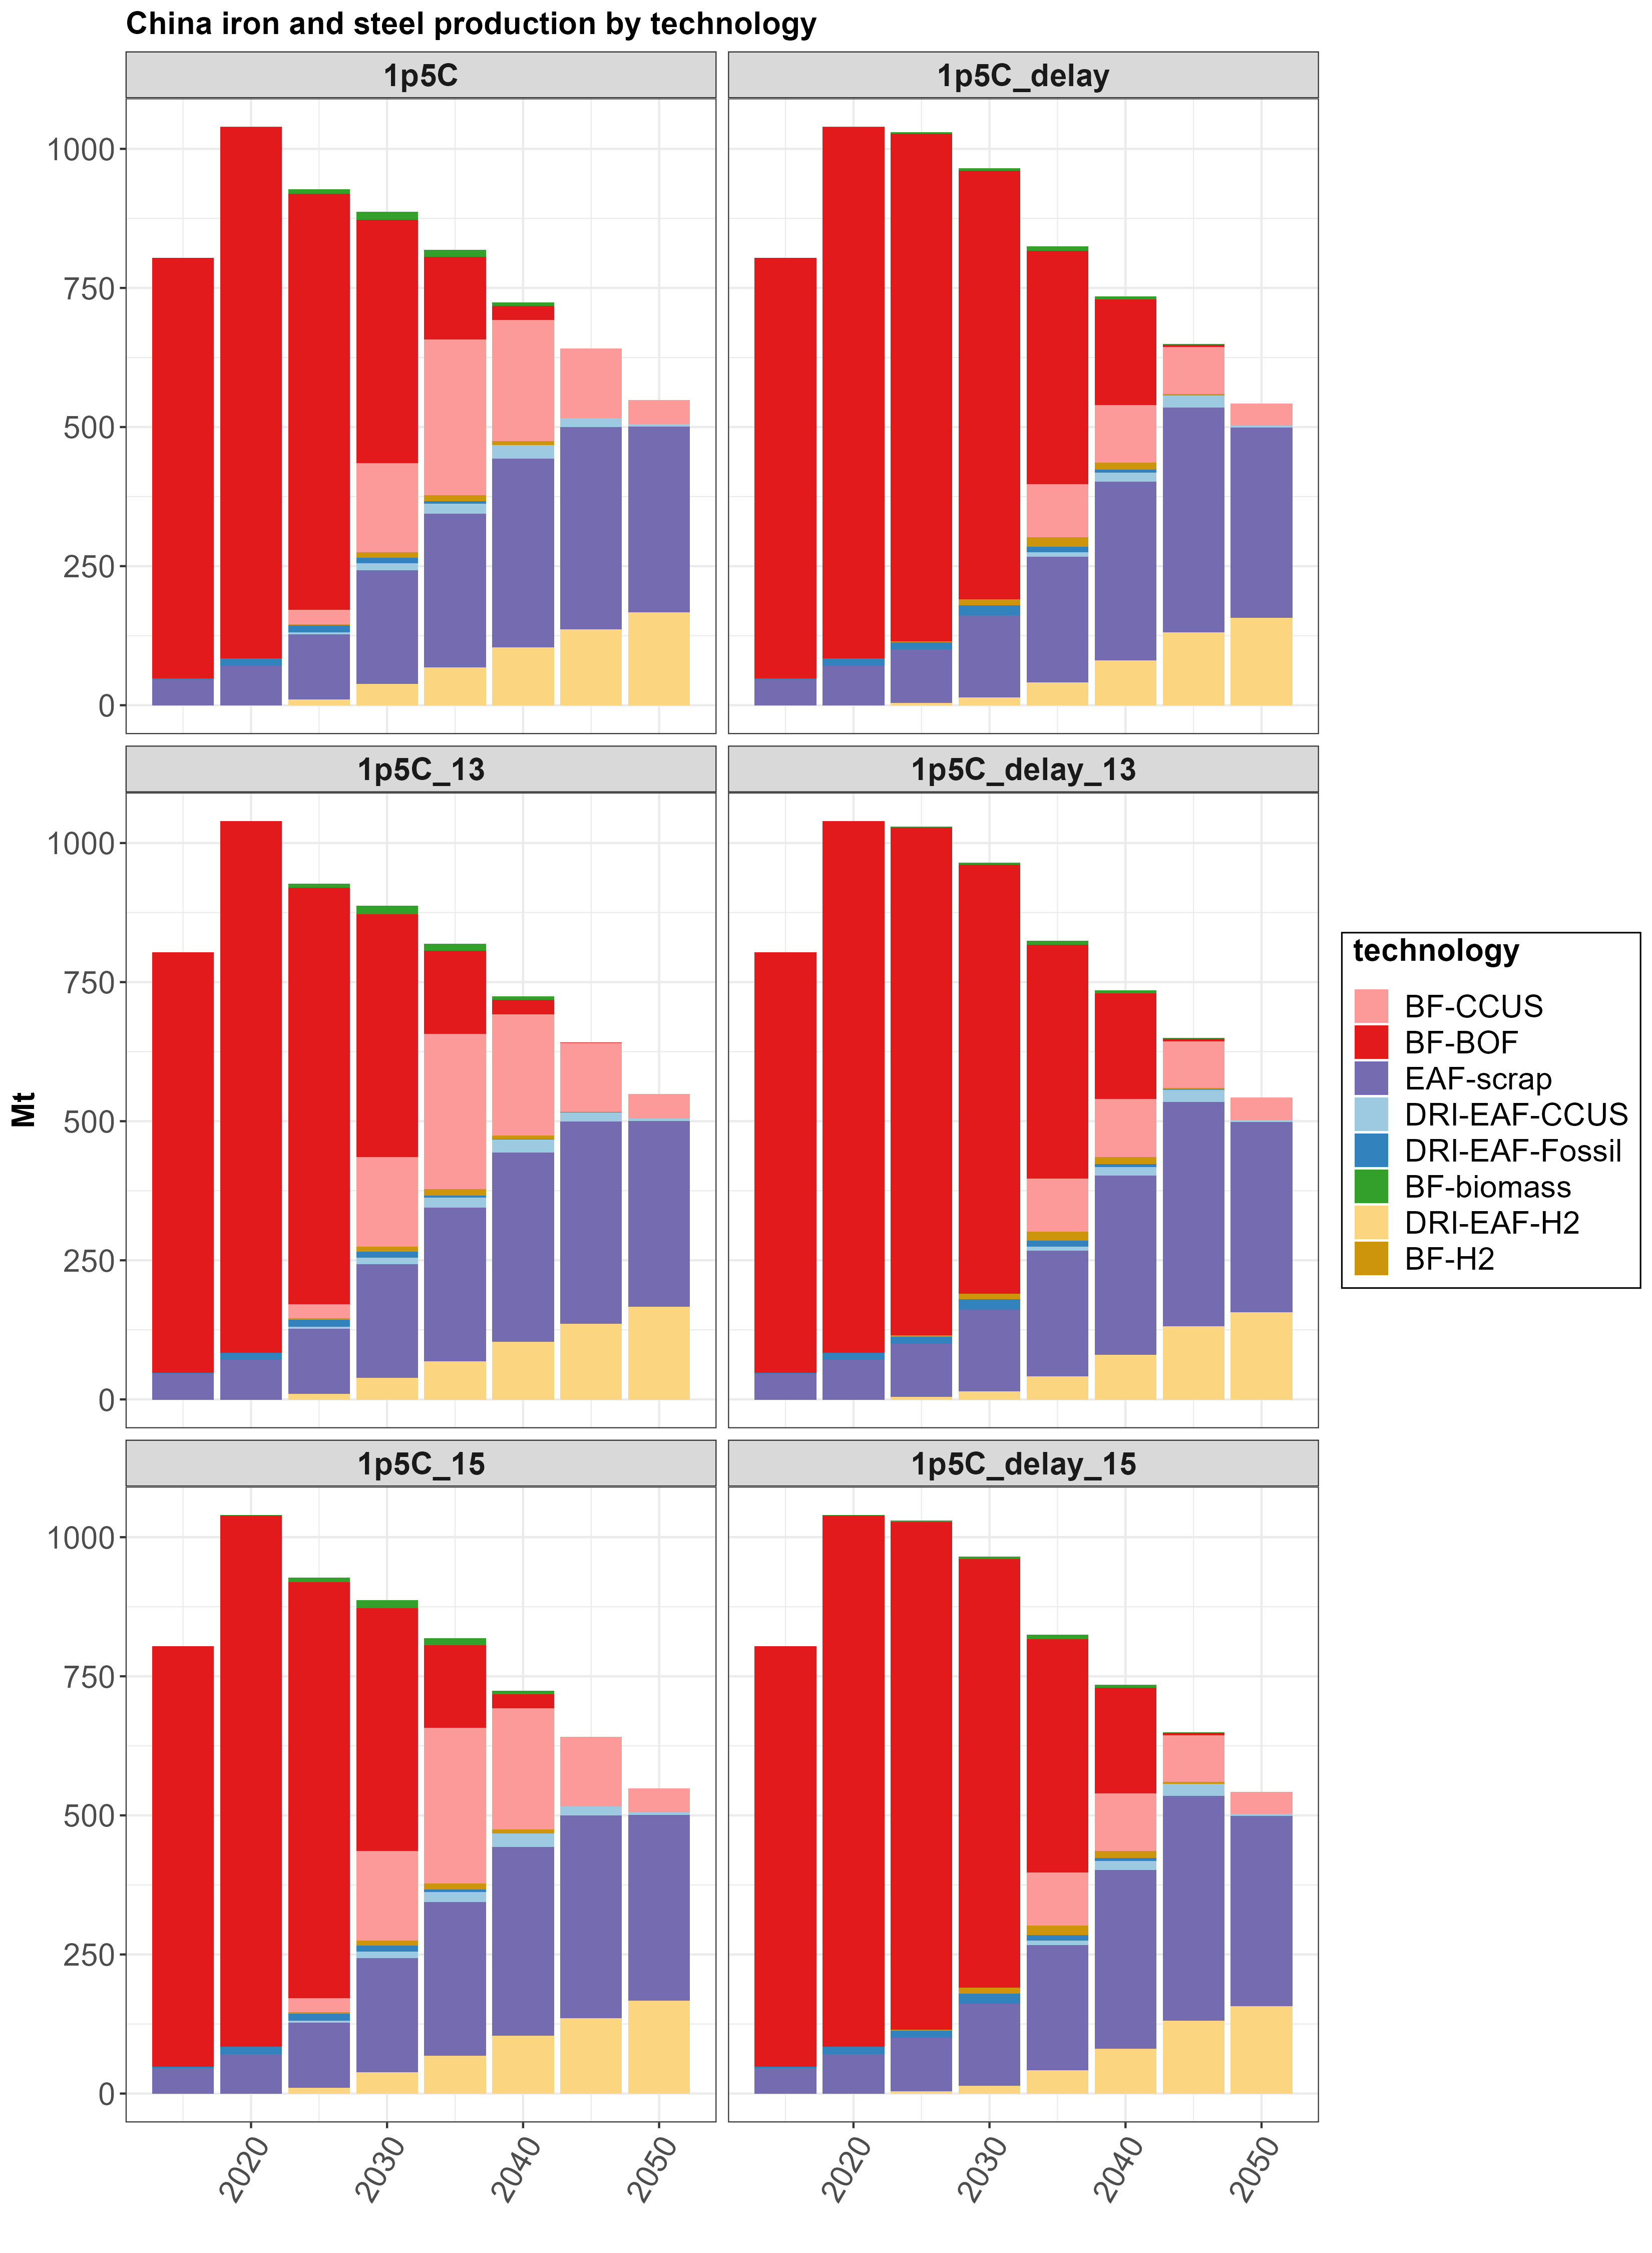 China iron and steel production by technology
1p5C
1p5C_delay
1000
750
500
250
0
1p5C_13
1p5C_delay_13
1000
750
500
250
0
Mt
1p5C_15
1p5C_delay_15
1000
750
500
250
0
2020
2030
2040
2050
2020
2030
2040
2050
technology
BF-CCUS
BF-BOF
EAF-scrap
DRI-EAF-CCUS
DRI-EAF-Fossil
BF-biomass
DRI-EAF-H2
BF-H2